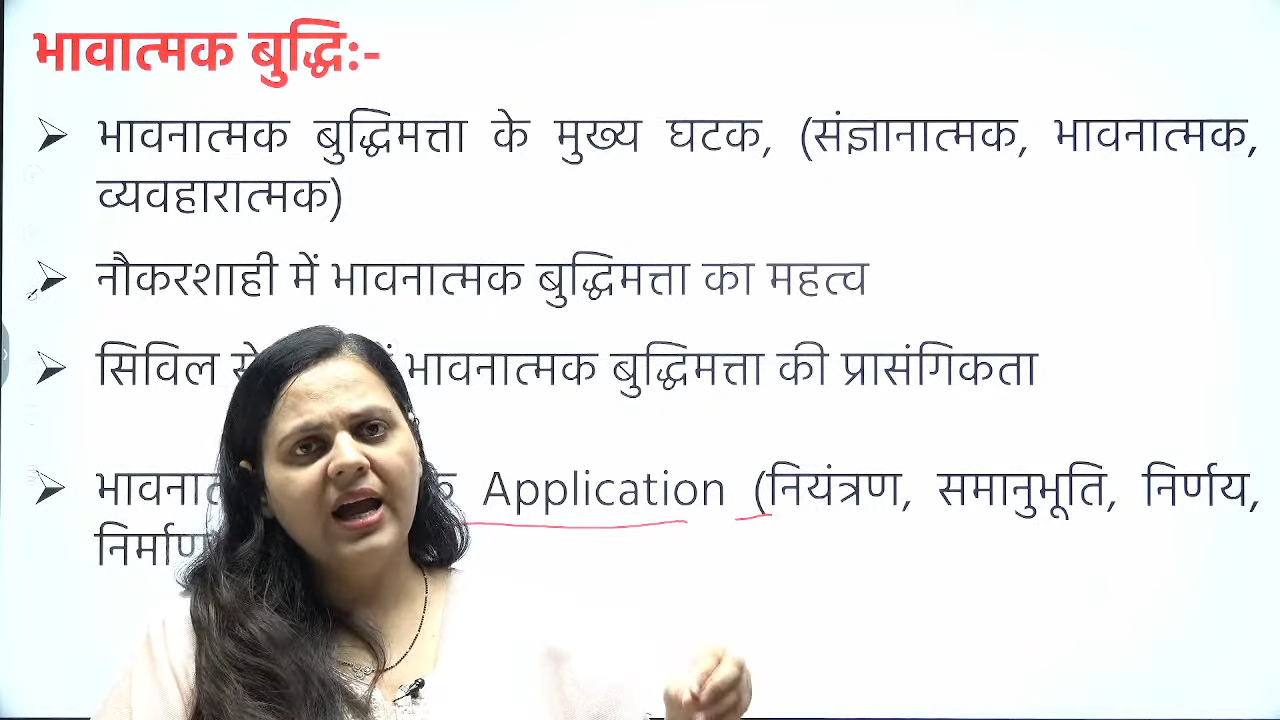 भावात्मक बुद्धिः-
भावनात्मक बुद्धिमत्ता के मुख्य घटक, (संज्ञानात्मक, भावनात्मक,
व्यवहारात्मक)
नौकरशाही में भावनात्मक बुद्धिमत्ता का महत्व
सिविल भावनात्मक बुद्धिमत्ता की प्रासंगिकता
Application (नियंत्रण, समानुभूति, निर्णय,